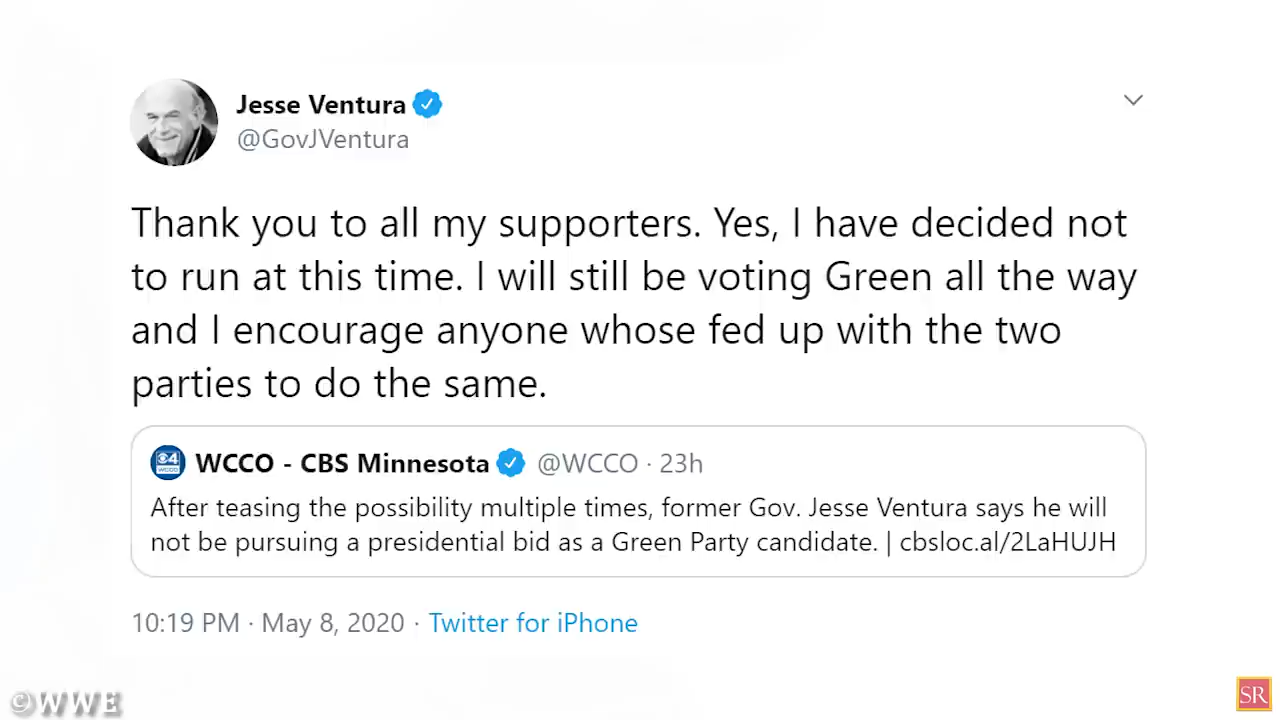 Jesse Ventura
@GovJVentura
Thank you to all my supporters. Yes, I have decided not
to run at this time. I will still be voting Green all the way
and I encourage anyone whose fed up with the two
parties to do the same.
WCCO - CBS Minnesota @WCCO · 23h
After teasing the possibility multiple times, former Gov. Jesse Ventura says he will
not be pursuing a presidential bid as a Green Party candidate. | cbsloc.al/2LaHUJH
10:19 PM · May 8, 2020 · Twitter for iPhone
©WWE
SR